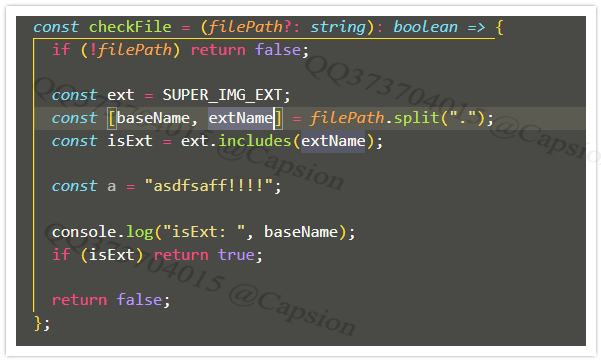 const checkFile = (filePath?: string): boolean => {
if (!filePath) return false;
const ext = SUPER_IMG_EXT;
const [baseName, extName] = filePath.split(".");
const isExt = ext.includes(extName);
const a = "asdfsaff!!!!";
console.log("isExt: ", baseName);
if (isExt) return true;
return false;
};
QQ373704015 @Capsion
QQ373704015 @Capsion
QQ373704015 @Capsion